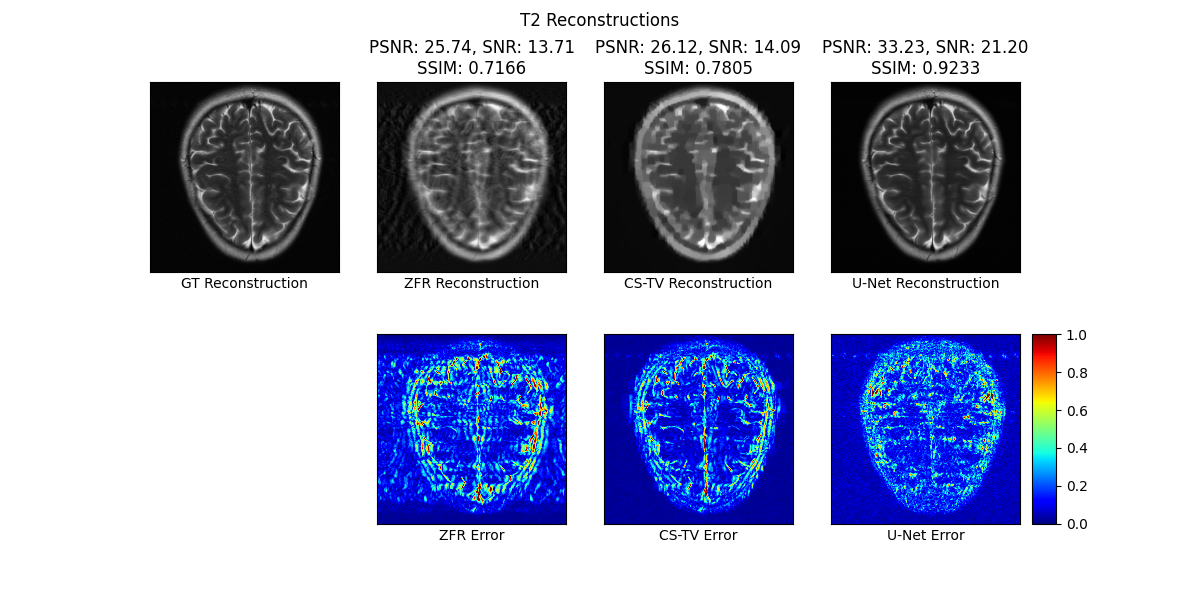 T2 Reconstructions
PSNR: 25.74, SNR: 13.71
SSIM: 0.7166
PSNR: 26.12, SNR: 14.09
SSIM: 0.7805
PSNR: 33.23, SNR: 21.20
SSIM: 0.9233
GT Reconstruction
ZFR Reconstruction
CS-TV Reconstruction
U-Net Reconstruction
1.0
0.8
0.6
0.4
0.2
0.0
ZFR Error
CS-TV Error
U-Net Error